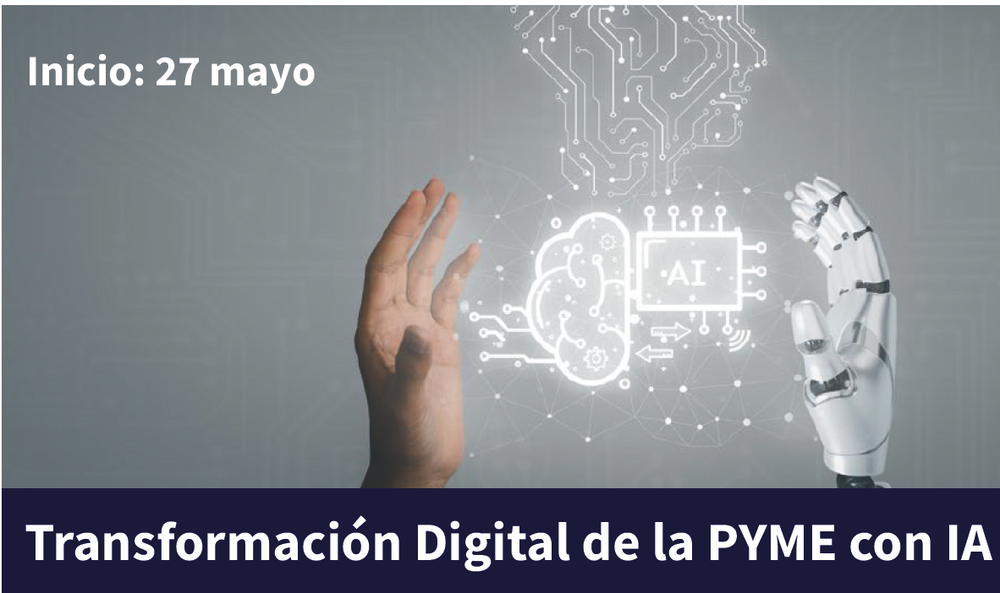 Inicio: 27 mayo
AI
Transformación Digital de la PYME con IA